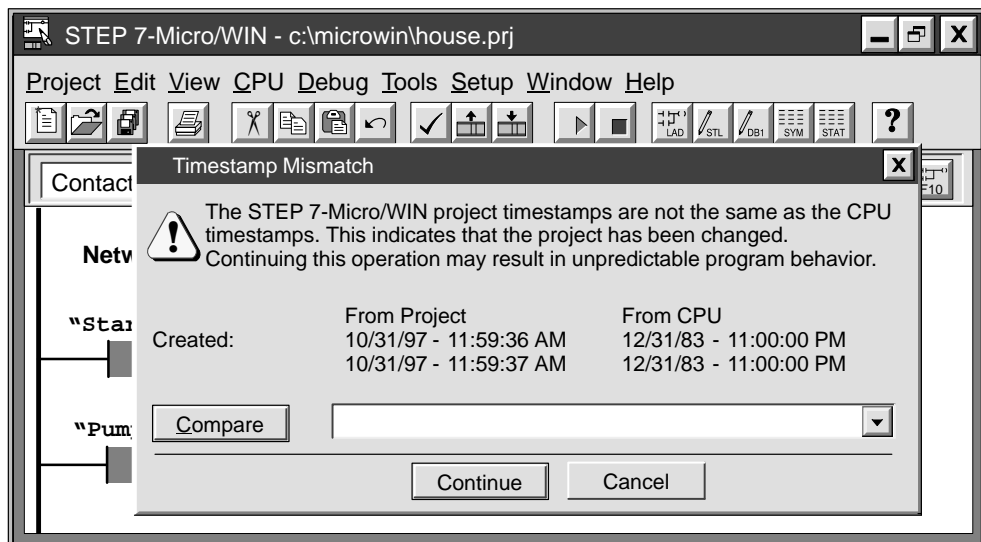 STEP 7-Micro/WIN - c:\microwin\house.prj
Project Edit View CPU Debug Tools Setup Window Help
LAD STL DB1 SYM STAT ?
Contact
F10
Timestamp Mismatch
The STEP 7-Micro/WIN project timestamps are not the same as the CPU
timestamps. This indicates that the project has been changed.
Continuing this operation may result in unpredictable program behavior.
Netw
"Star
"Pum
From Project From CPU
Created: 10/31/97 - 11:59:36 AM 12/31/83 - 11:00:00 PM
10/31/97 - 11:59:37 AM 12/31/83 - 11:00:00 PM
Compare
Continue Cancel